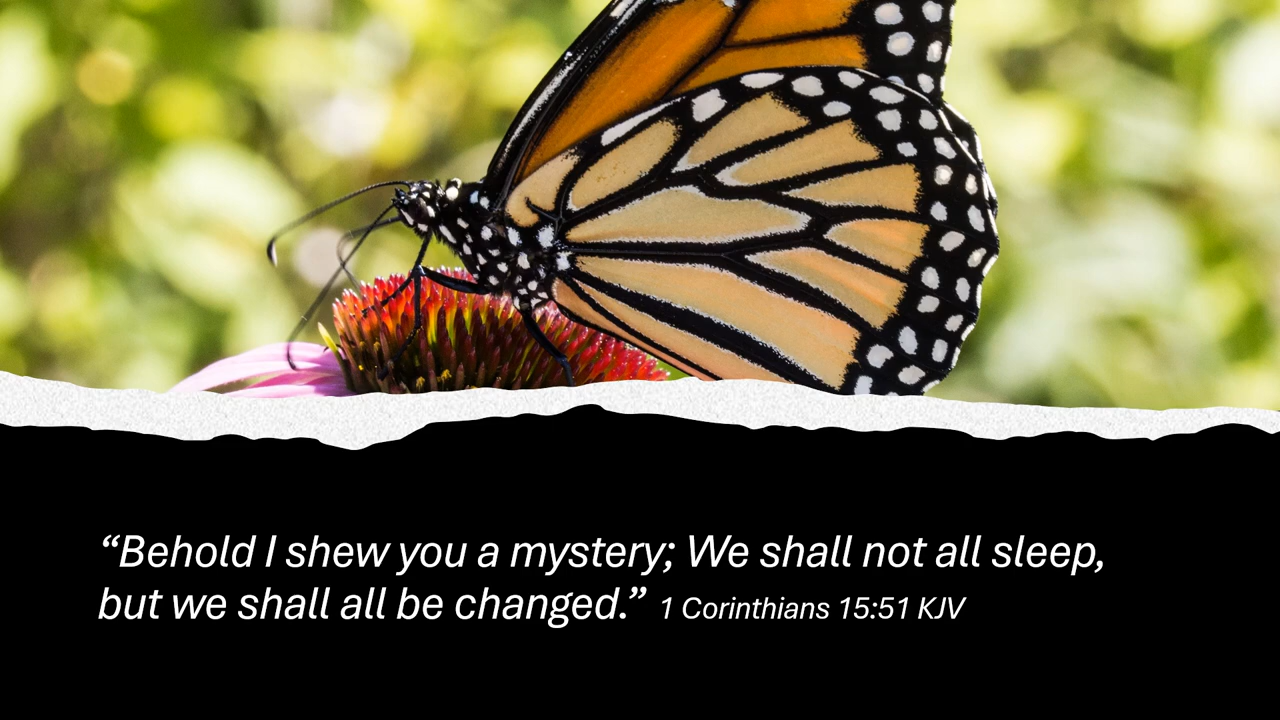 “Behold I shew you a mystery; We shall not all sleep,
but we shall all be changed.” 1 Corinthians 15:51 KJV